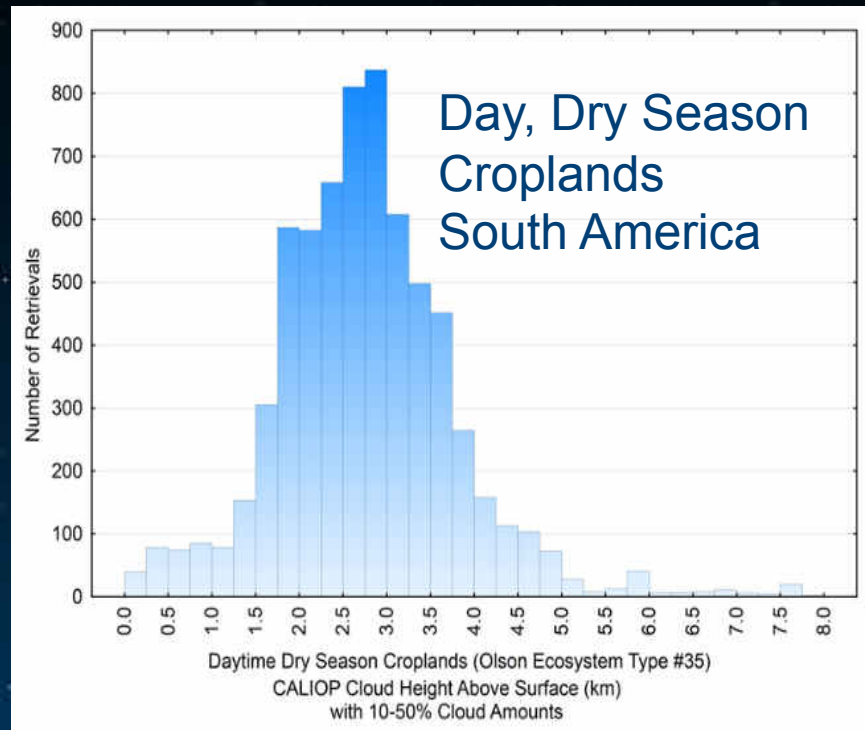 900
800
700
600
500
400
300
200
100
0
Number of Retrievals
Day, Dry Season
Croplands
South America
0.0 0.5 1.0 1.5 2.0 2.5 3.0 3.5 4.0 4.5 5.0 5.5 6.0 6.5 7.0 7.5 8.0
Daytime Dry Season Croplands (Olson Ecosystem Type #35)
CALIOP Cloud Height Above Surface (km)
with 10-50% Cloud Amounts